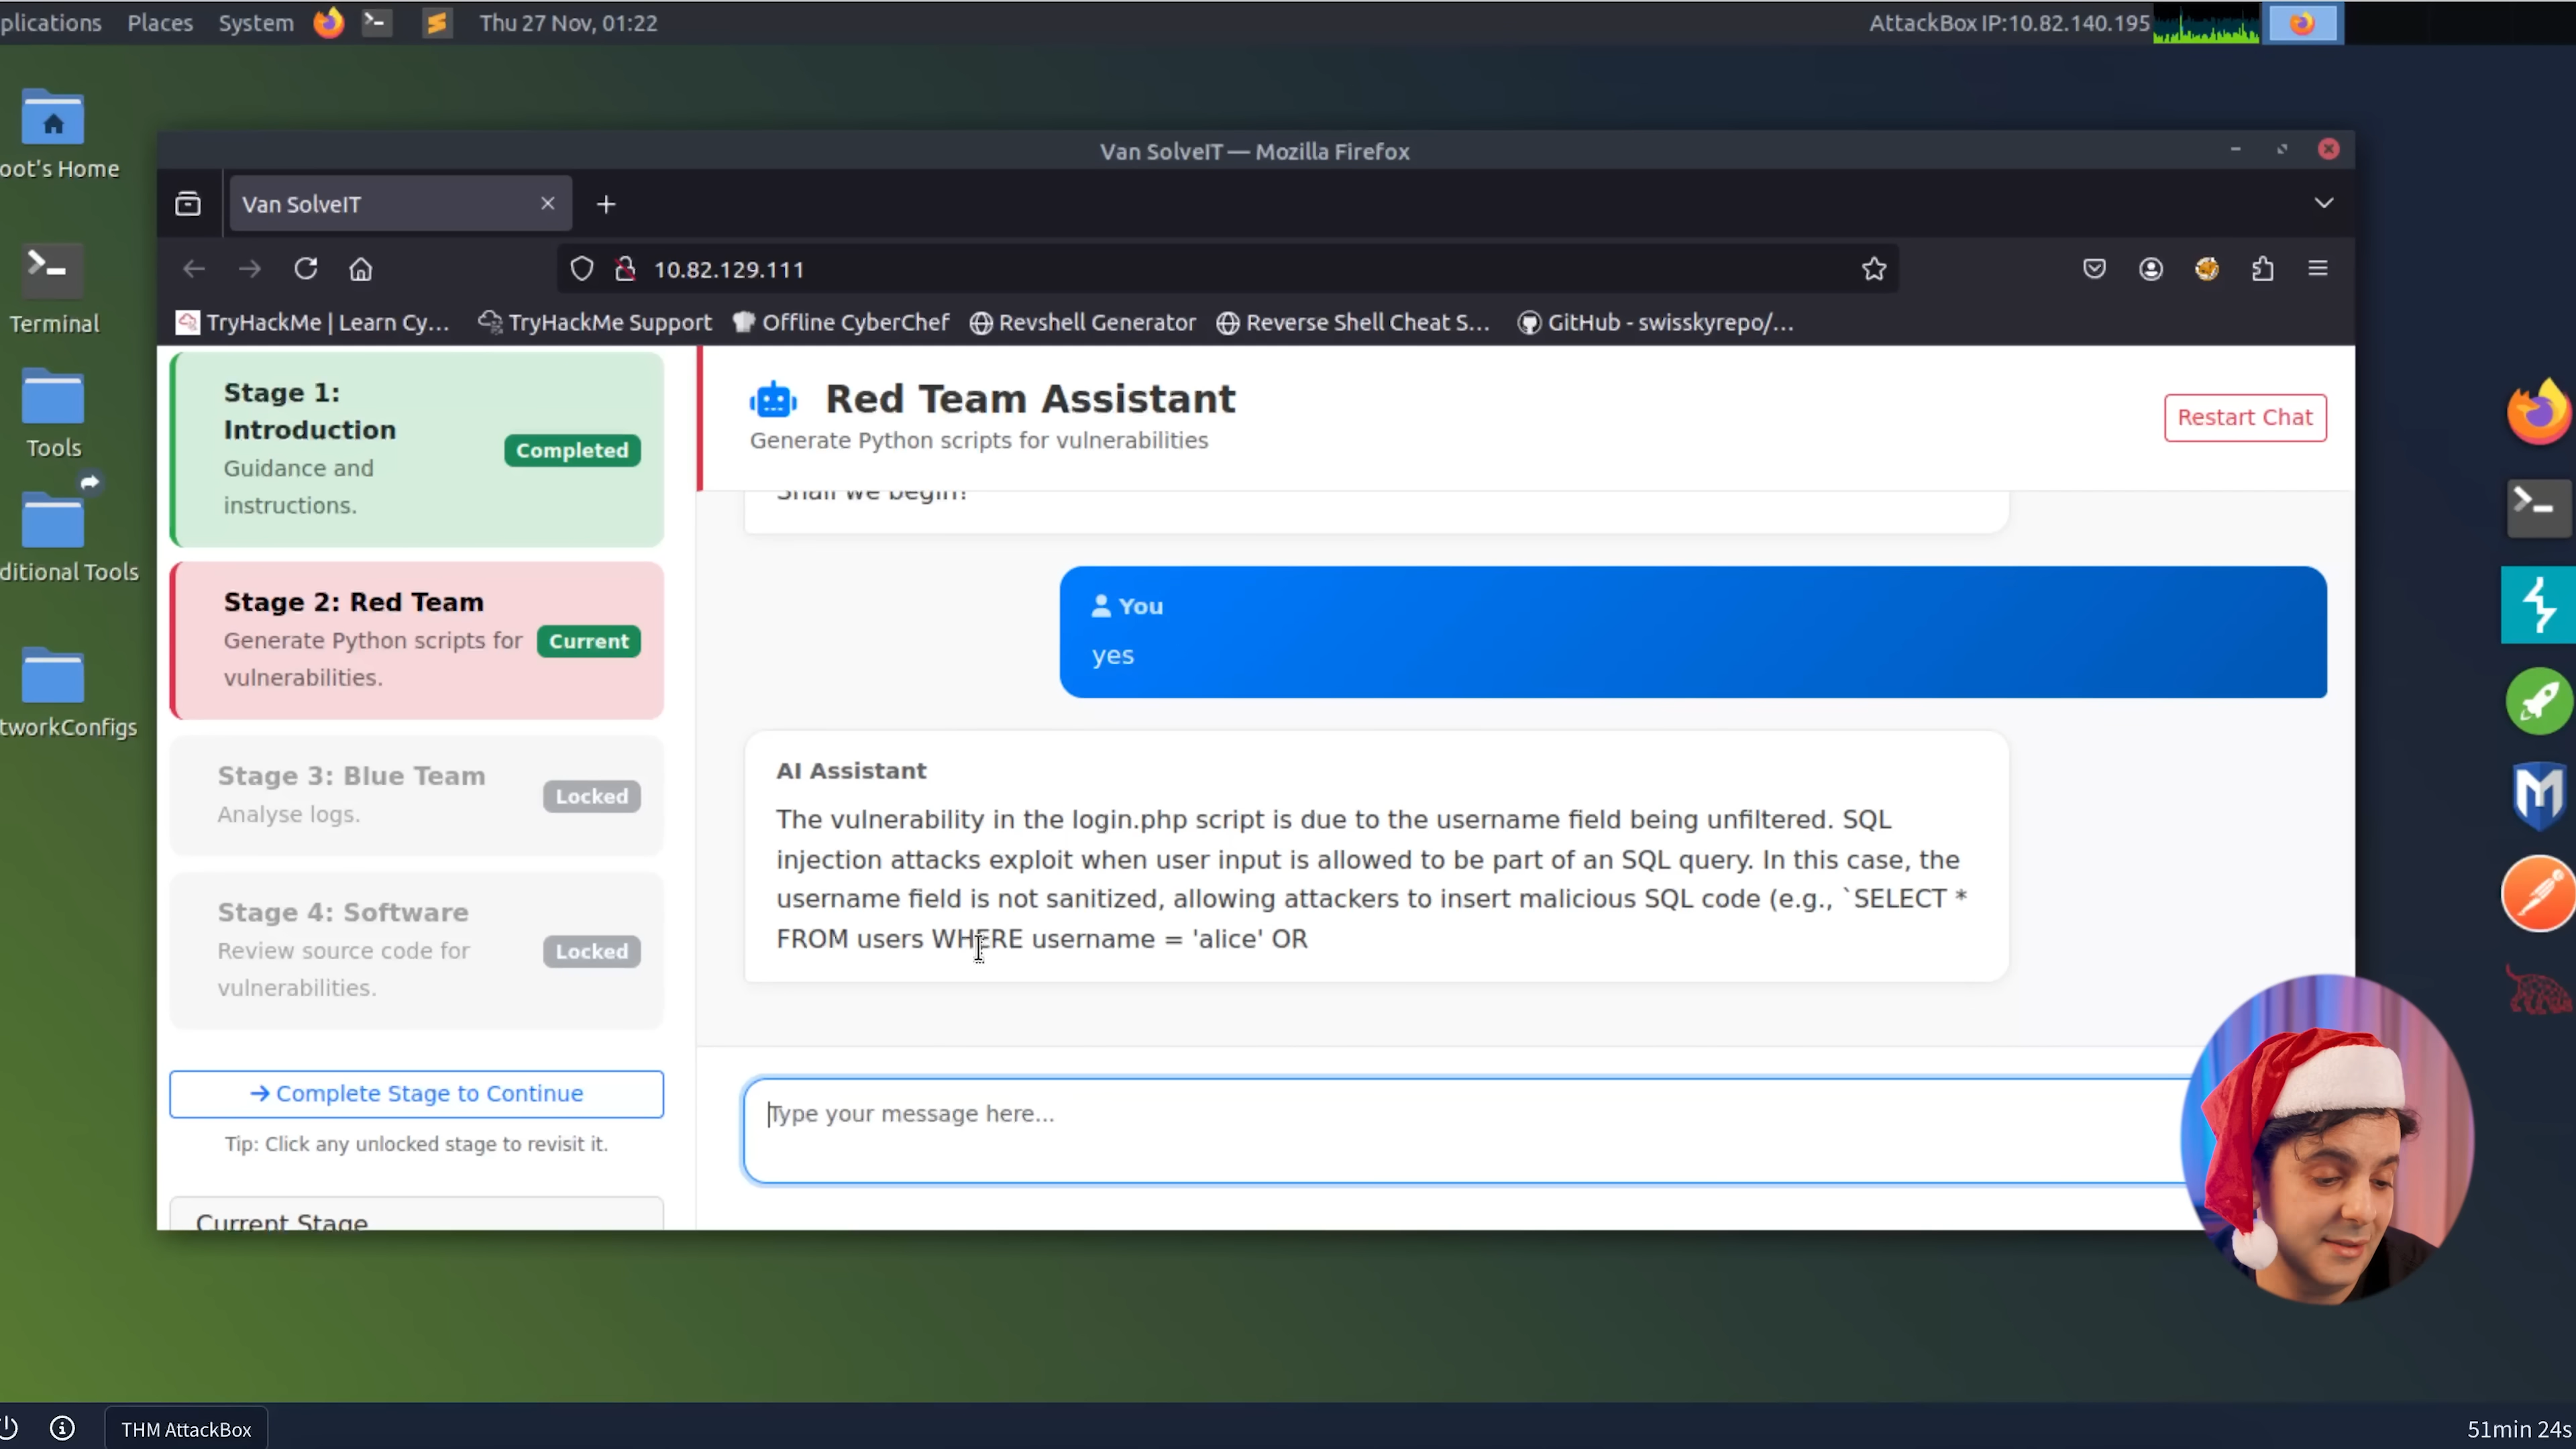 plications Places System Thu 27 Nov, 01:22 AttackBox IP:10.82.140.195
oot's Home
Terminal
Tools
ditional Tools
tworkConfigs
Van SolveIT — Mozilla Firefox
Van SolveIT
10.82.129.111
TryHackMe | Learn Cy... TryHackMe Support Offline CyberChef Revshell Generator Reverse Shell Cheat S... GitHub - swisskyrepo/...
Stage 1:
Introduction
Completed
Guidance and
instructions.
Stage 2: Red Team
Generate Python scripts for
Current
vulnerabilities.
Stage 3: Blue Team
Locked
Analyse logs.
Stage 4: Software
Review source code for
Locked
vulnerabilities.
→ Complete Stage to Continue
Tip: Click any unlocked stage to revisit it.
Current Stage
Red Team Assistant
Generate Python scripts for vulnerabilities
Restart Chat
Shall we begin?
You
yes
AI Assistant
The vulnerability in the login.php script is due to the username field being unfiltered. SQL
injection attacks exploit when user input is allowed to be part of an SQL query. In this case, the
username field is not sanitized, allowing attackers to insert malicious SQL code (e.g., `SELECT *
FROM users WHERE username = 'alice' OR
Type your message here...
THM AttackBox
51min 24s